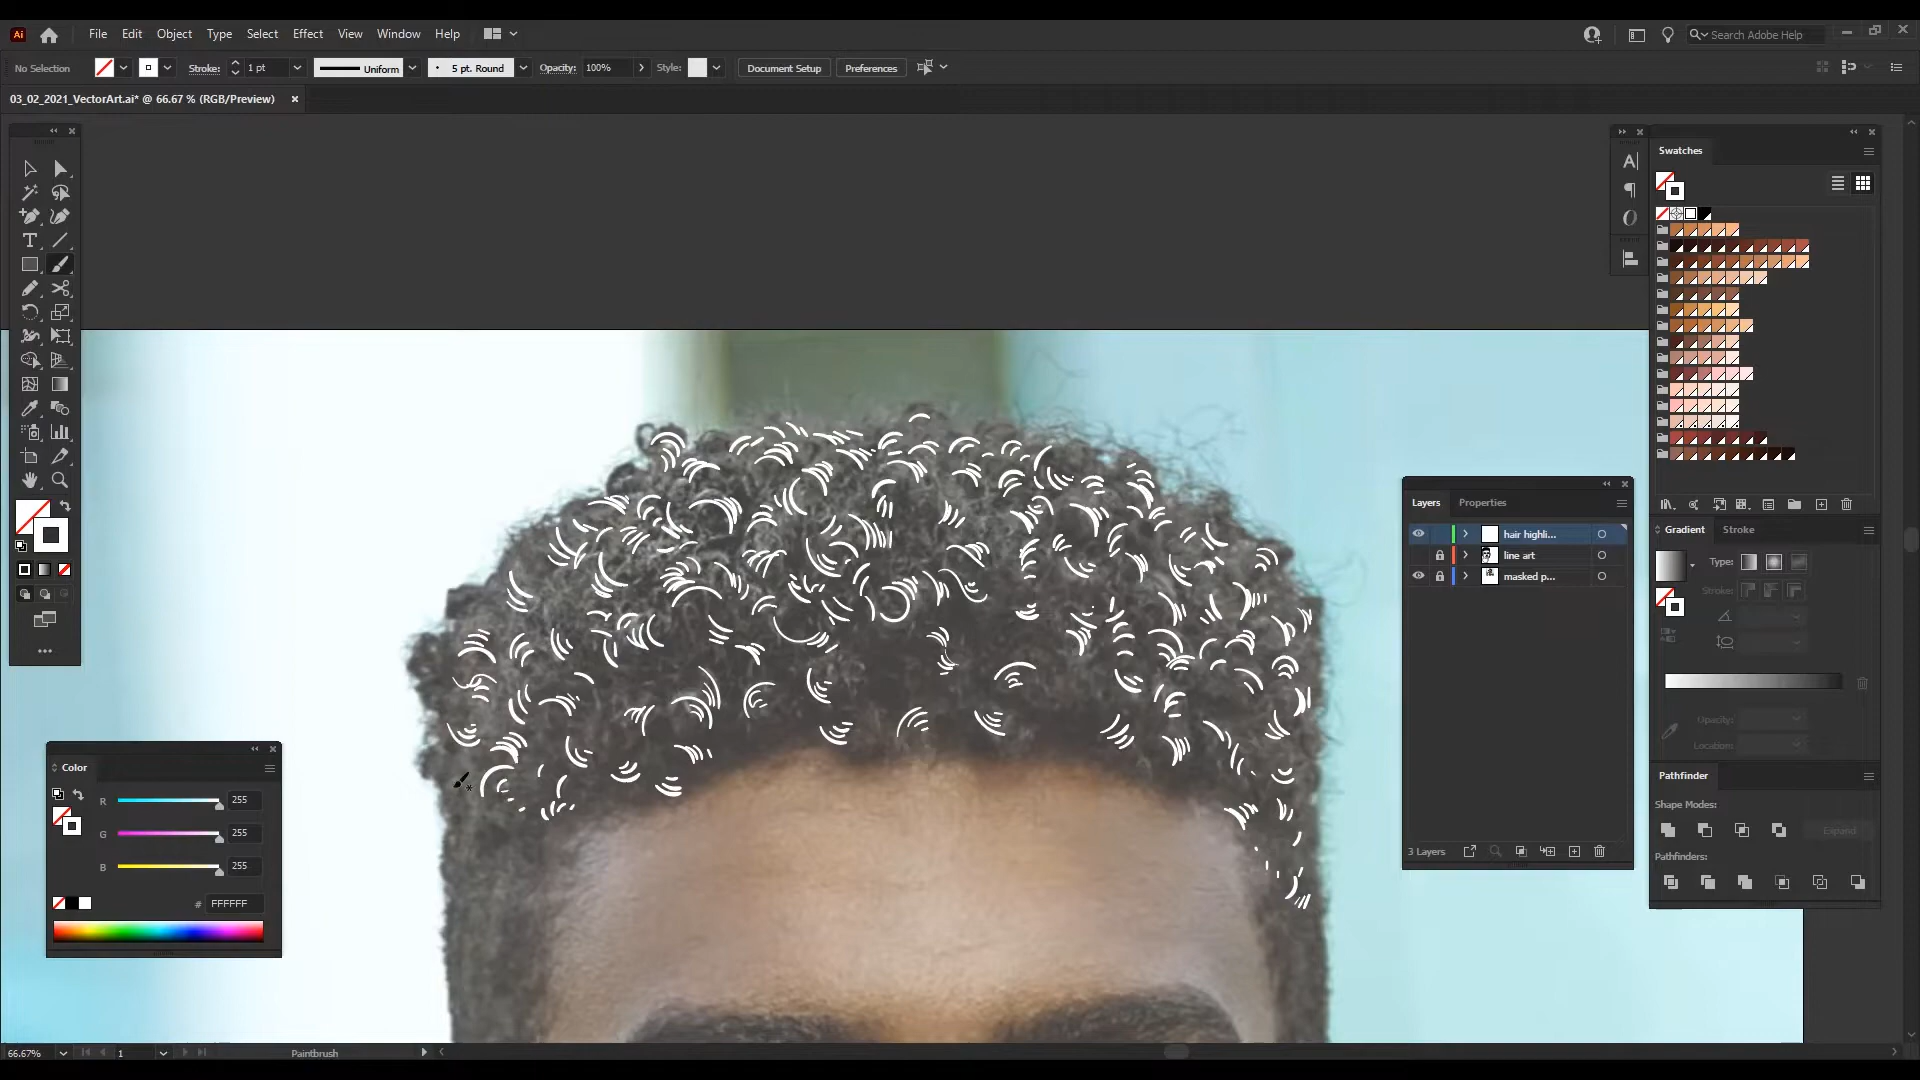 Ai File Edit Object Type Select Effect View Window Help Search Adobe Help
No Selection Stroke: 1 pt Uniform 5 pt. Round Opacity: 100% Style: Document Setup Preferences
03_02_2021_VectorArt.ai* @ 66.67 % (RGB/Preview)
Swatches
Layers Properties
hair highli...
line art
masked p...
3 Layers
Gradient Stroke
Type:
Stroke:
Opacity:
Location:
Pathfinder
Shape Modes:
Expand
Pathfinders:
Color
R 255
G 255
B 255
# FFFFFF
66.67% 1 Paintbrush